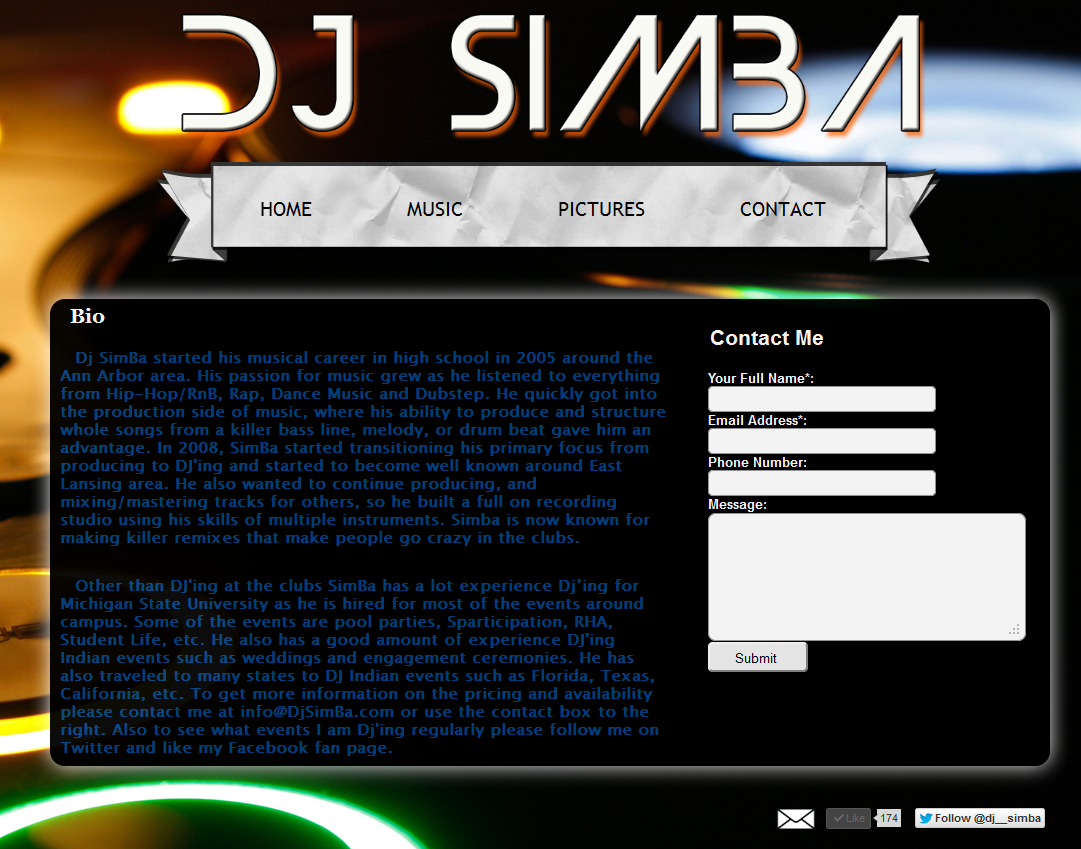 DJ SIMBA
HOME MUSIC PICTURES CONTACT
Bio
Dj SimBa started his musical career in high school in 2005 around the
Ann Arbor area. His passion for music grew as he listened to everything
from Hip-Hop/RnB, Rap, Dance Music and Dubstep. He quickly got into
the production side of music, where his ability to produce and structure
whole songs from a killer bass line, melody, or drum beat gave him an
advantage. In 2008, SimBa started transitioning his primary focus from
producing to DJ'ing and started to become well known around East
Lansing area. He also wanted to continue producing, and
mixing/mastering tracks for others, so he built a full on recording
studio using his skills of multiple instruments. Simba is now known for
making killer remixes that make people go crazy in the clubs.
Other than DJ'ing at the clubs SimBa has a lot experience Dj'ing for
Michigan State University as he is hired for most of the events around
campus. Some of the events are pool parties, Sparticipation, RHA,
Student Life, etc. He also has a good amount of experience DJ'ing
Indian events such as weddings and engagement ceremonies. He has
also traveled to many states to DJ Indian events such as Florida, Texas,
California, etc. To get more information on the pricing and availability
please contact me at info@DjSimBa.com or use the contact box to the
right. Also to see what events I am Dj'ing regularly please follow me on
Twitter and like my Facebook fan page.
Contact Me
Your Full Name*:
Email Address*:
Phone Number:
Message:
Submit
Like 174 Follow @dj__simba